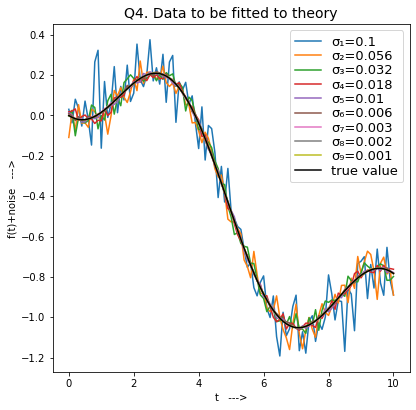 Q4. Data to be fitted to theory
σ₁=0.1
σ₂=0.056
σ₃=0.032
σ₄=0.018
σ₅=0.01
σ₆=0.006
σ₇=0.003
σ₈=0.002
σ₉=0.001
true value
f(t)+noise --->
0.4
0.2
0.0
−0.2
−0.4
−0.6
−0.8
−1.0
−1.2
0 2 4 6 8 10
t --->